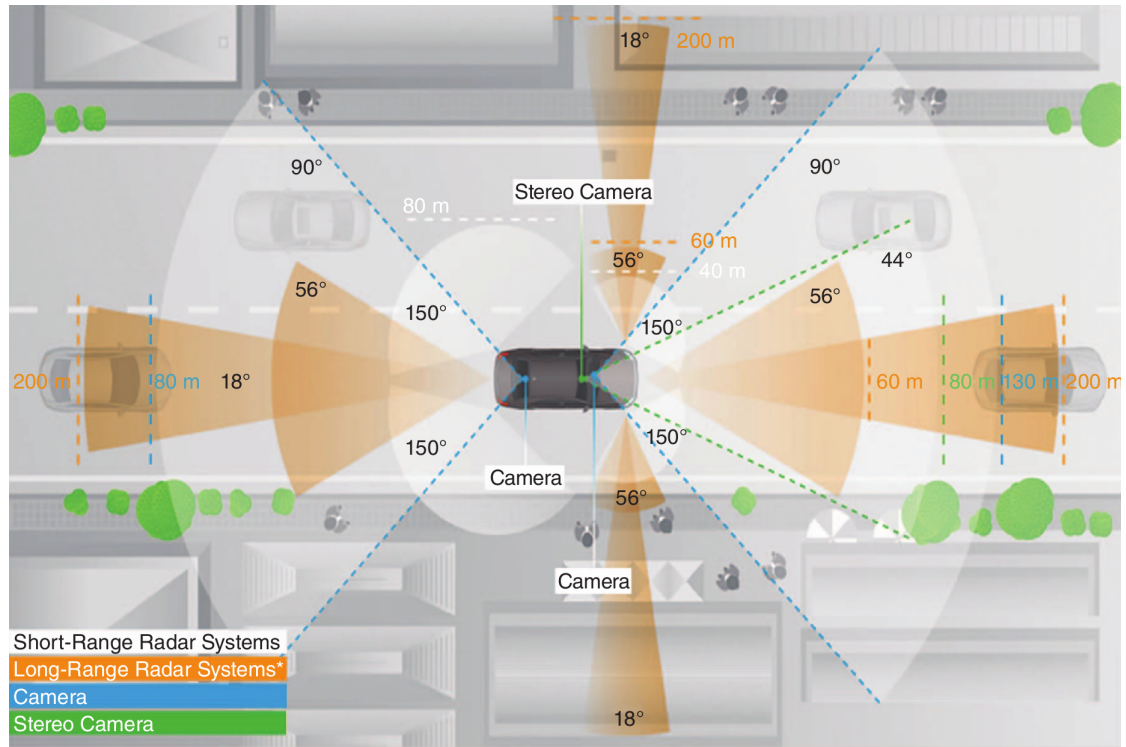 18°
200 m
90°
90°
Stereo Camera
80 m
60 m
56°
40 m
44°
56°
56°
150°
150°
200 m
80 m
18°
60 m
80 m
130 m
200 m
150°
150°
Camera
56°
Camera
Short-Range Radar Systems
Long-Range Radar Systems*
Camera
Stereo Camera
18°